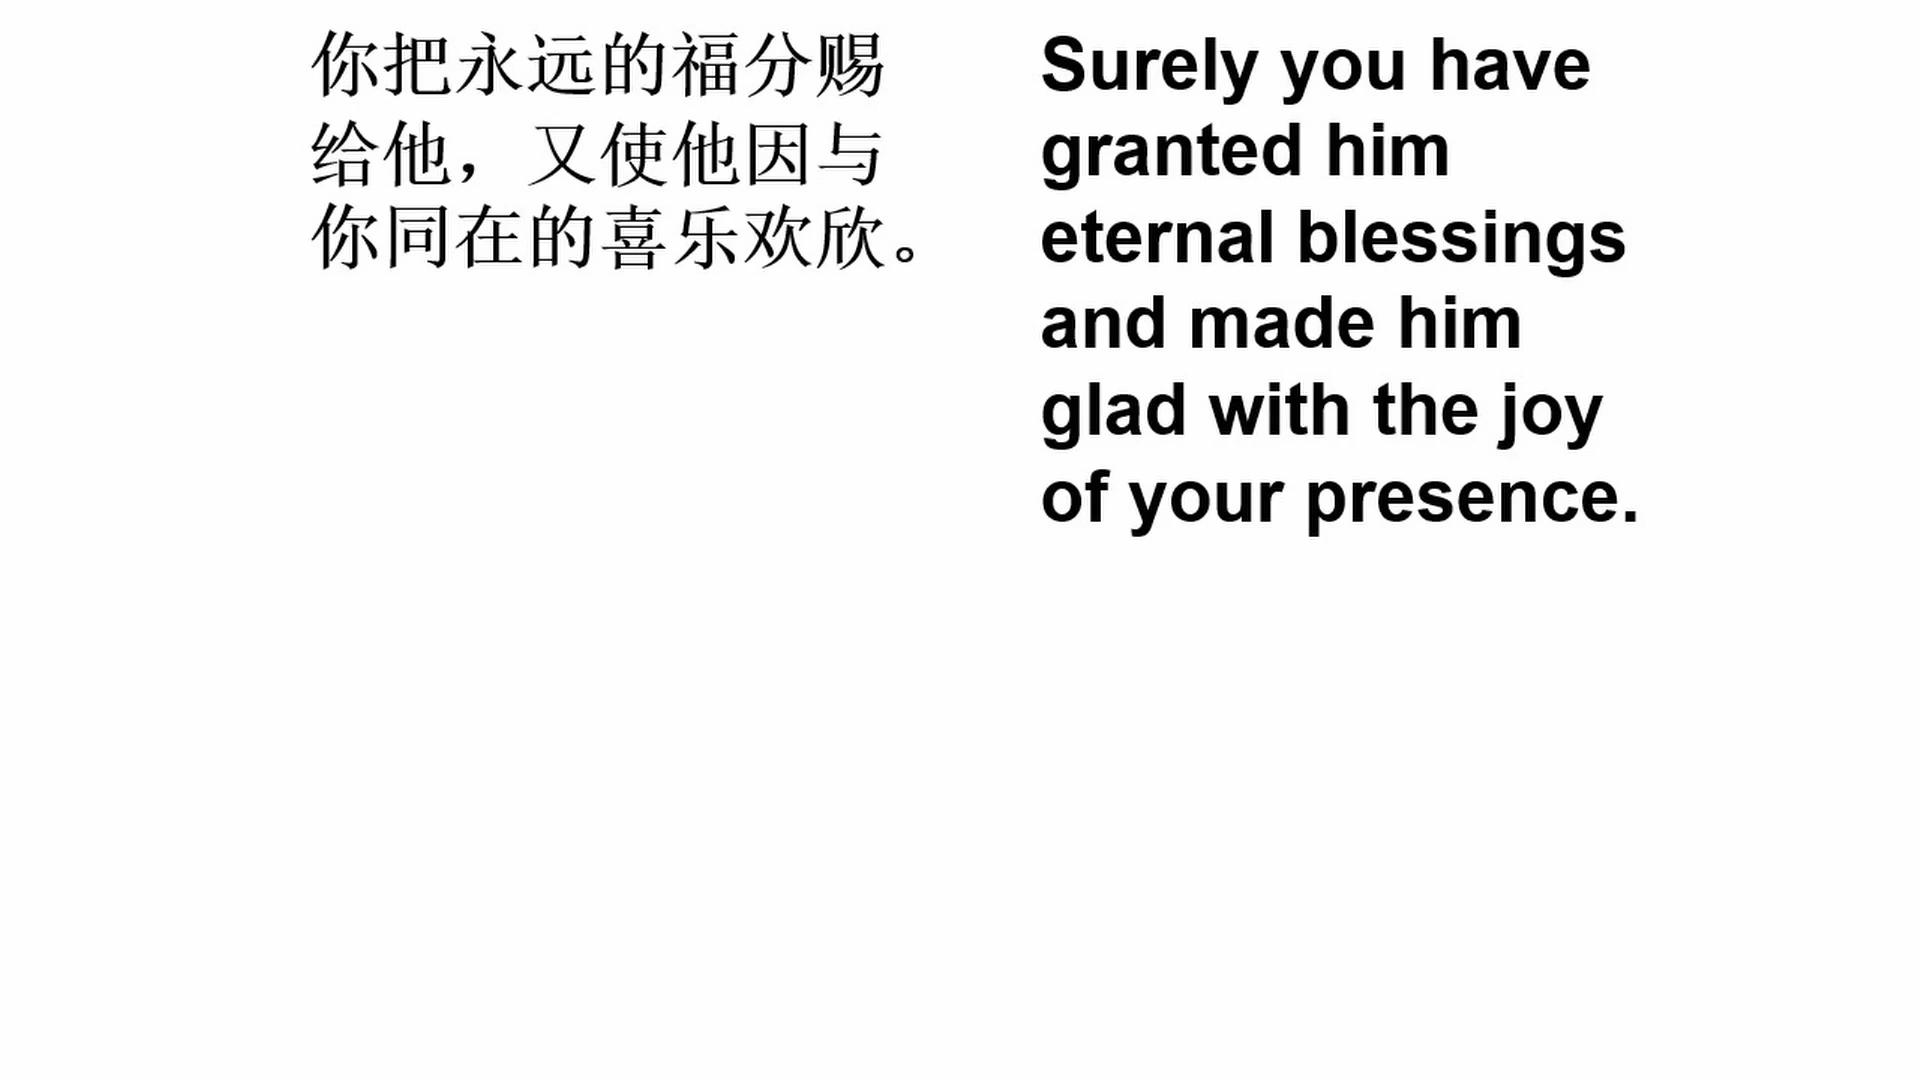 你把永远的福分赐
给他，又使他因与
你同在的喜乐欢欣。
Surely you have
granted him
eternal blessings
and made him
glad with the joy
of your presence.